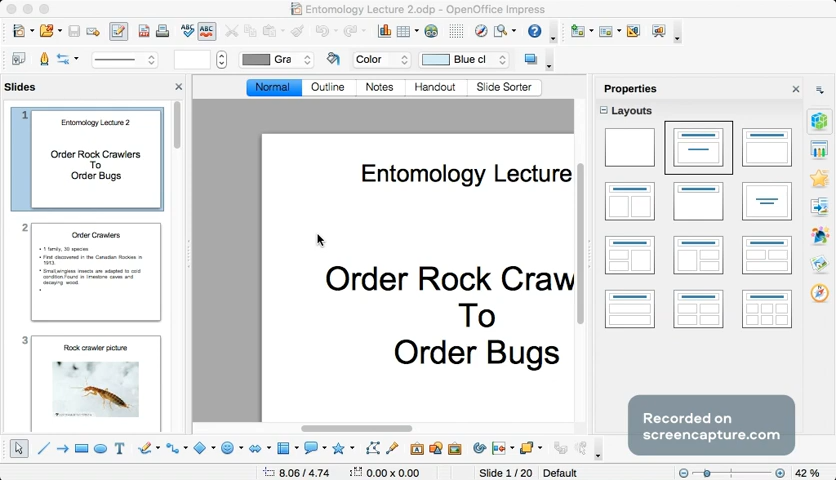 Entomology Lecture 2.odp - OpenOffice Impress
Gra
Color
Blue cl
Slides
Normal
Outline
Notes
Handout
Slide Sorter
Properties
Layouts
1
Entomology Lecture 2
Order Rock Crawlers
To
Order Bugs
2
Order Crawlers
• 1 family, 30 species
• First discovered in the Canadian Rockies in
1913.
• Small,wingless insects are adapted to cold
condition.Found in limestone caves and
decaying wood.
•
3
Rock crawler picture
Entomology Lecture
Order Rock Craw
To
Order Bugs
Recorded on
screencapture.com
8.06 / 4.74
0.00 x 0.00
Slide 1 / 20
Default
42 %